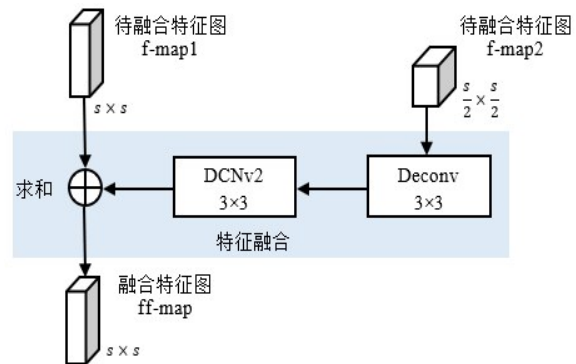 待融合特征图
f-map1
s × s
待融合特征图
f-map2
s/2 × s/2
求和
DCNv2
3×3
Deconv
3×3
特征融合
融合特征图
ff-map
s × s